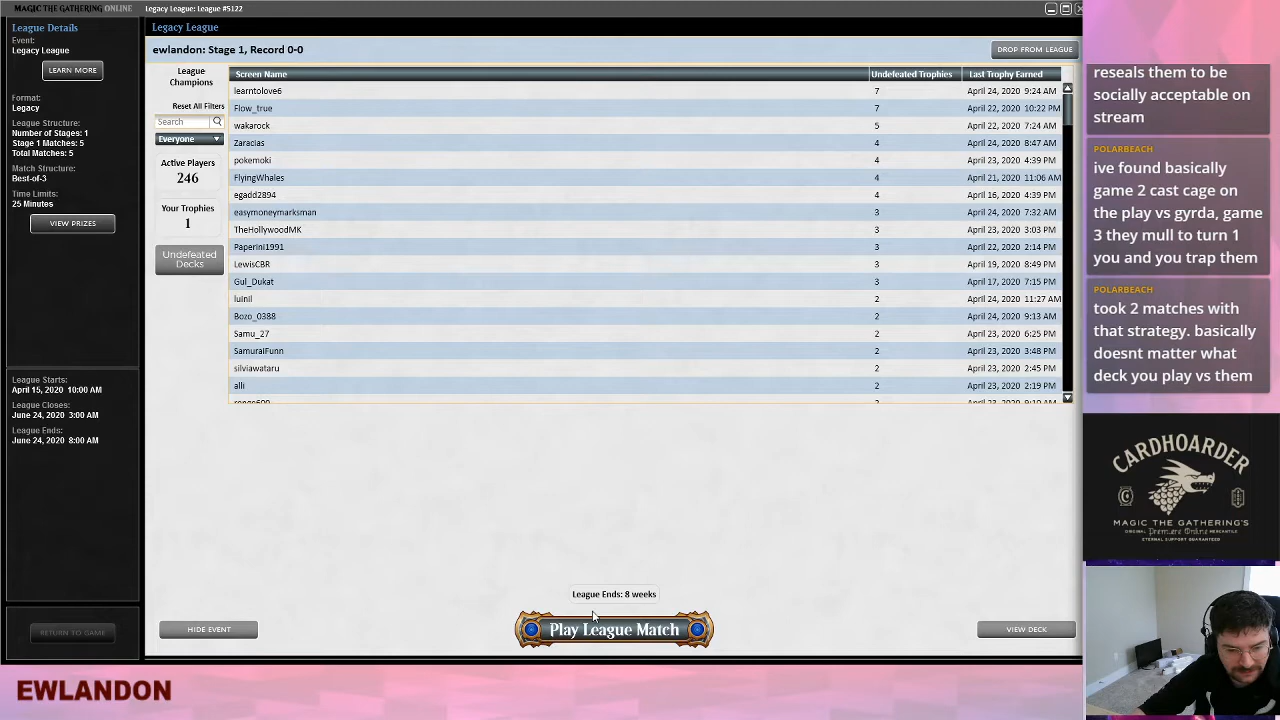 MAGIC THE GATHERING ONLINE
Legacy League: League #5122
League Details
Event:
Legacy League
LEARN MORE
Format:
Legacy
League Structure:
Number of Stages: 1
Stage 1 Matches: 5
Total Matches: 5
Match Structure:
Best-of-3
Time Limits:
25 Minutes
VIEW PRIZES
League Starts:
April 15, 2020 10:00 AM
League Closes:
June 24, 2020 3:00 AM
League Ends:
June 24, 2020 8:00 AM
RETURN TO GAME
Legacy League
ewlandon: Stage 1, Record 0-0
DROP FROM LEAGUE
League
Champions
Reset All Filters
Search
Everyone
Active Players
246
Your Trophies
1
Undefeated
Decks
Screen Name Undefeated Trophies Last Trophy Earned
learntolove6 7 April 24, 2020 9:24 AM
Flow_true 7 April 22, 2020 10:22 PM
wakarock 5 April 22, 2020 7:24 AM
Zaracias 4 April 24, 2020 8:47 AM
pokemoki 4 April 23, 2020 4:39 PM
FlyingWhales 4 April 21, 2020 11:06 AM
egadd2894 4 April 16, 2020 4:39 PM
easymoneymarksman 3 April 24, 2020 7:32 AM
TheHollywoodMK 3 April 23, 2020 3:03 PM
Paperini1991 3 April 22, 2020 2:14 PM
LewisCBR 3 April 19, 2020 8:49 PM
Gul_Dukat 3 April 17, 2020 7:15 PM
luinil 2 April 24, 2020 11:27 AM
Bozo_0388 2 April 24, 2020 9:13 AM
Samu_27 2 April 23, 2020 6:25 PM
SamuraiFunn 2 April 23, 2020 3:48 PM
silviawataru 2 April 23, 2020 2:45 PM
alli 2 April 23, 2020 2:19 PM
League Ends: 8 weeks
HIDE EVENT
Play League Match
VIEW DECK
reseals them to be
socially acceptable on
stream
POLARBEACH
ive found basically
game 2 cast cage on
the play vs gyrda, game
3 they mull to turn 1
you and you trap them
POLARBEACH
took 2 matches with
that strategy. basically
doesnt matter what
deck you play vs them
CARDHOARDER
MAGIC THE GATHERING'S
ORIGINAL Premiere Online MERCANTILE
ETERNAL SUPPORT GUARANTEED
EWLANDON